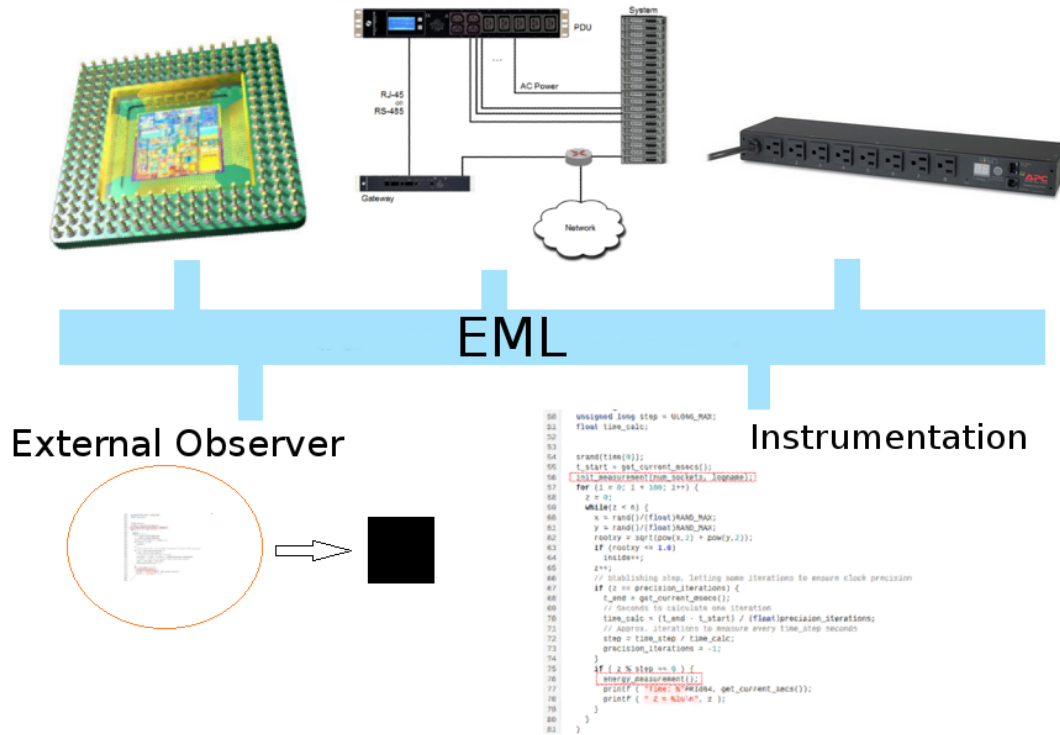 System
PDU
...
AC Power
RJ-45
on
RS-485
Gateway
Network
APC
EML
External Observer
Instrumentation
50 unsigned long step = ULONG_MAX;
51 float time_calc;
52
53
54 srand(time(0));
55 t_start = get_current_msecs();
56 init_measurement(num_sockets, logname);
57 for (i = 0; i < 100; i++) {
58 z = 0;
59 while(z < n) {
60 x = rand()/(float)RAND_MAX;
61 y = rand()/(float)RAND_MAX;
62 rootxy = sqrt(pow(x,2) + pow(y,2));
63 if (rootxy <= 1.0)
64 inside++;
65 z++;
66 // Stablishing step, letting some iterations to ensure clock precision
67 if (z == precision_iterations) {
68 t_end = get_current_msecs();
69 // Seconds to calculate one iteration
70 time_calc = (t_end - t_start) / (float)precision_iterations;
71 // Approx. iterations to measure every time_step seconds
72 step = time_step / time_calc;
73 precision_iterations = -1;
74 }
75 if ( z % step == 0 ) {
76 energy_measurement();
77 printf ( "Time: %"PRId64, get_current_secs());
78 printf ( " Z = %lu\n", z );
79 }
80 }
81 }